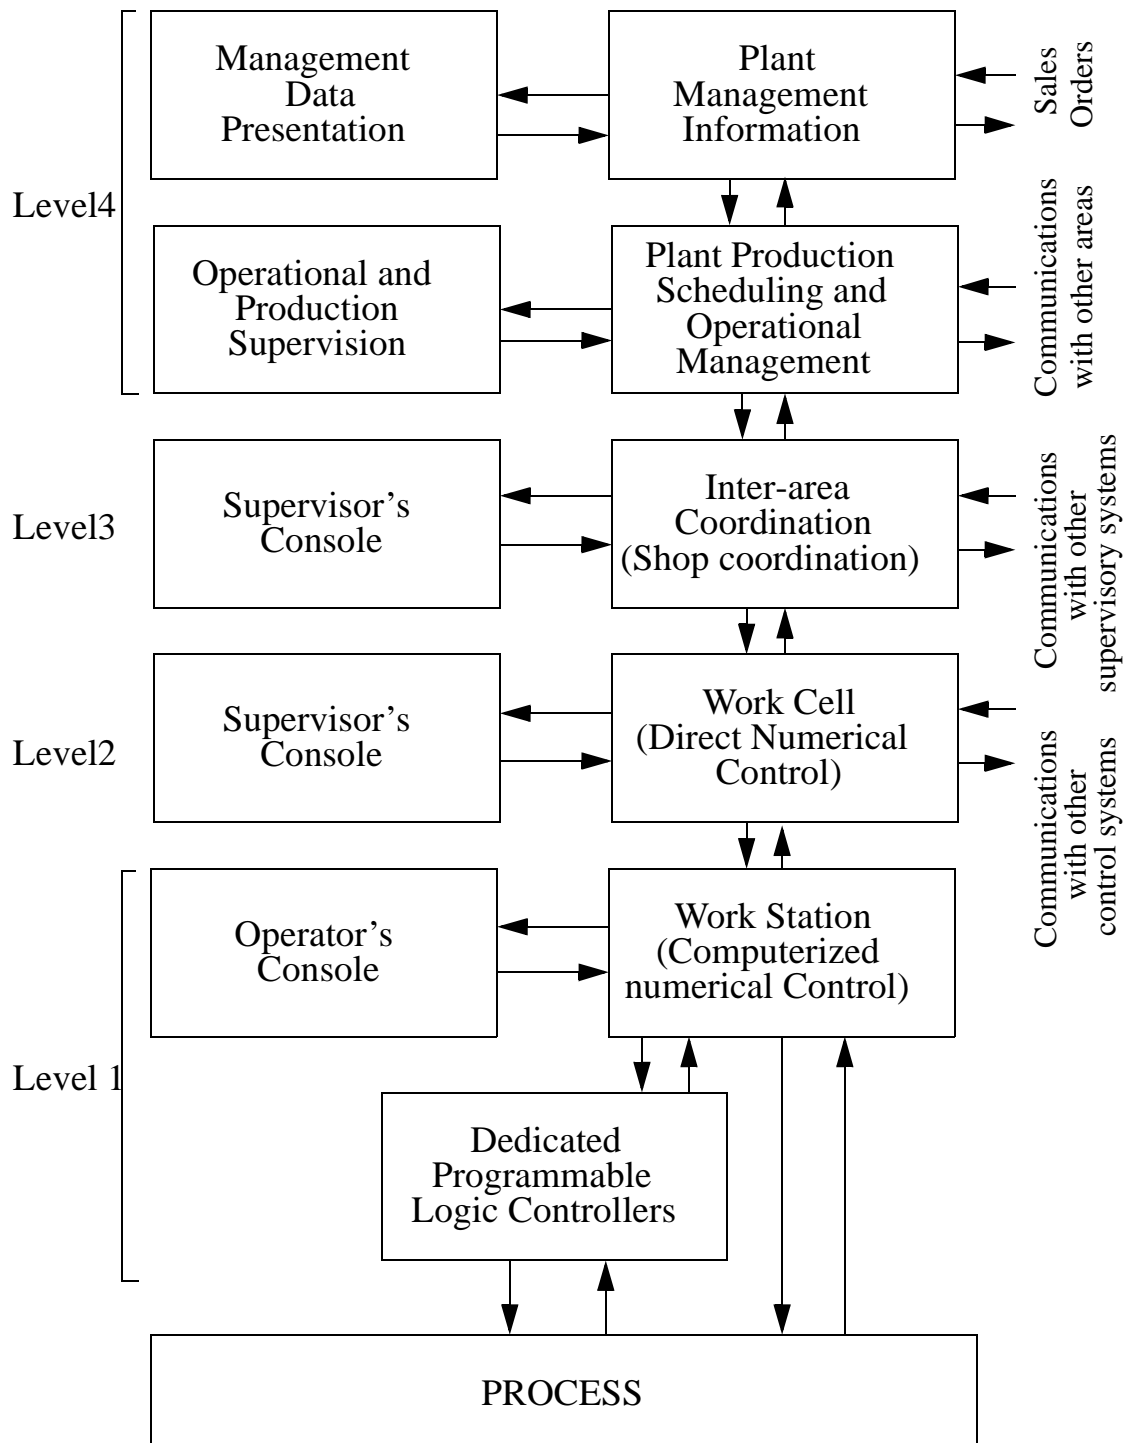 Management
Data
Presentation
Plant
Management
Information
Sales
Orders
Level4
Operational and
Production
Supervision
Plant Production
Scheduling and
Operational
Management
Communications
with other areas
Level3
Supervisor’s
Console
Inter-area
Coordination
(Shop coordination)
Communications
with other
supervisory systems
Level2
Supervisor’s
Console
Work Cell
(Direct Numerical
Control)
Communications
with other
control systems
Level 1
Operator’s
Console
Work Station
(Computerized
numerical Control)
Dedicated
Programmable
Logic Controllers
PROCESS